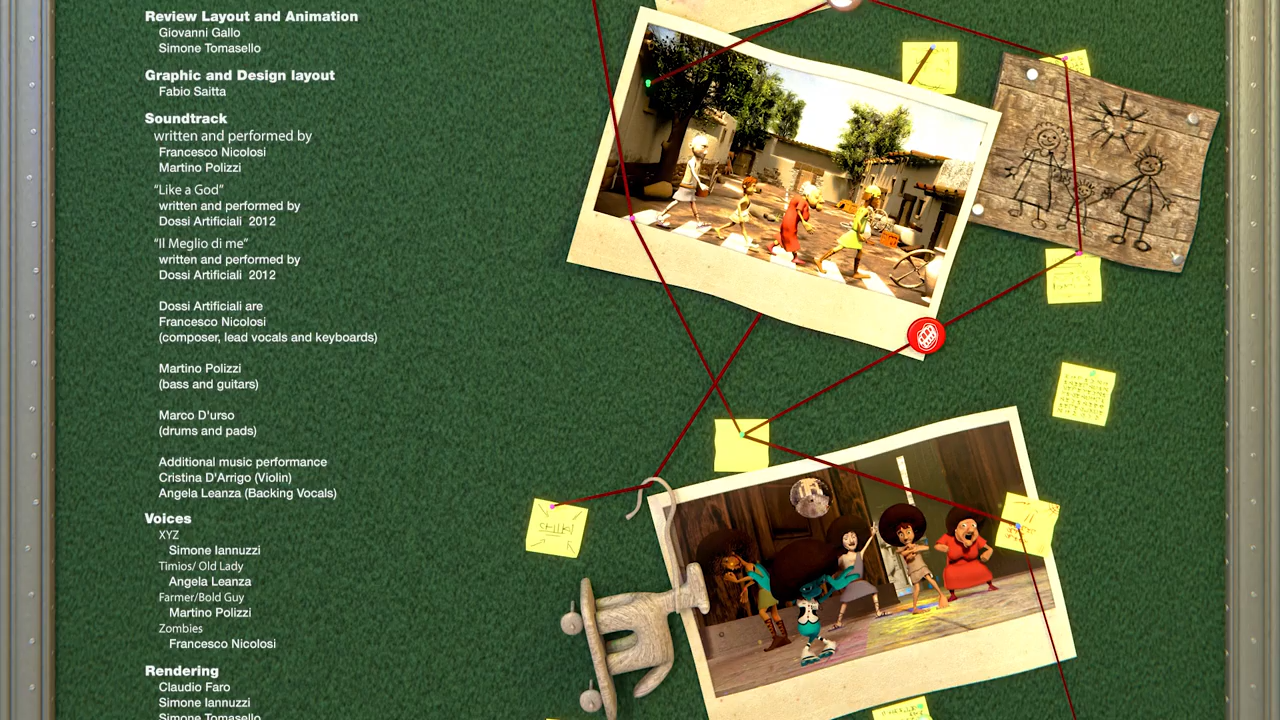 Review Layout and Animation
Giovanni Gallo
Simone Tomasello
Graphic and Design layout
Fabio Saitta
Soundtrack
written and performed by
Francesco Nicolosi
Martino Polizzi
“Like a God”
written and performed by
Dossi Artificiali 2012
“Il Meglio di me”
written and performed by
Dossi Artificiali 2012
Dossi Artificiali are
Francesco Nicolosi
(composer, lead vocals and keyboards)
Martino Polizzi
(bass and guitars)
Marco D'urso
(drums and pads)
Additional music performance
Cristina D'Arrigo (Violin)
Angela Leanza (Backing Vocals)
Voices
XYZ
Simone Iannuzzi
Timios/ Old Lady
Angela Leanza
Farmer/Bold Guy
Martino Polizzi
Zombies
Francesco Nicolosi
Rendering
Claudio Faro
Simone Iannuzzi
Simone Tomasello